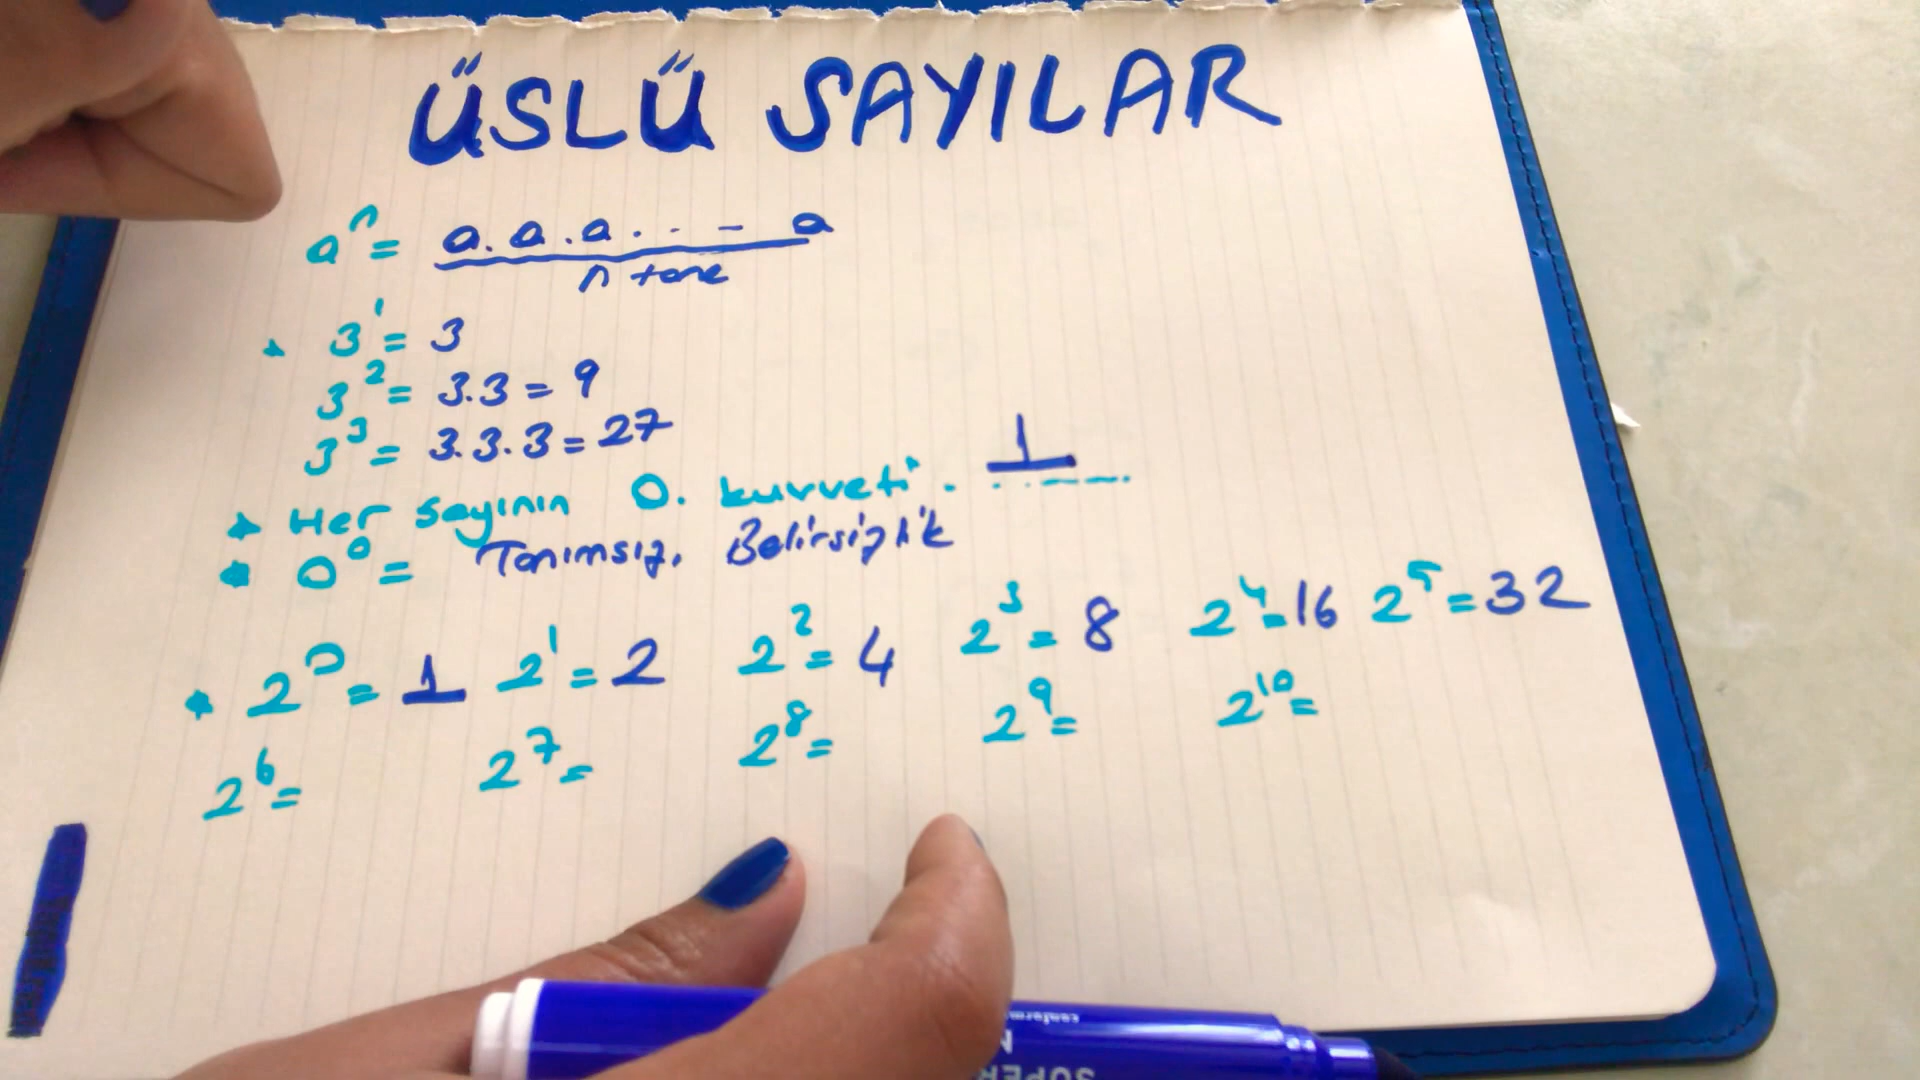 ÜSLÜ SAYILAR
aⁿ = a.a.a. . . - a
n tane
3¹ = 3
3² = 3.3 = 9
3³ = 3.3.3 = 27
Her sayının 0. kuvveti 1
0⁰ = Tanımsız, Belirsizlik
2⁰ = 1 2¹ = 2 2² = 4 2³ = 8 2⁴ = 16 2⁵ = 32
2⁶ = 2⁷ = 2⁸ = 2⁹ = 2¹⁰ =
SUPER